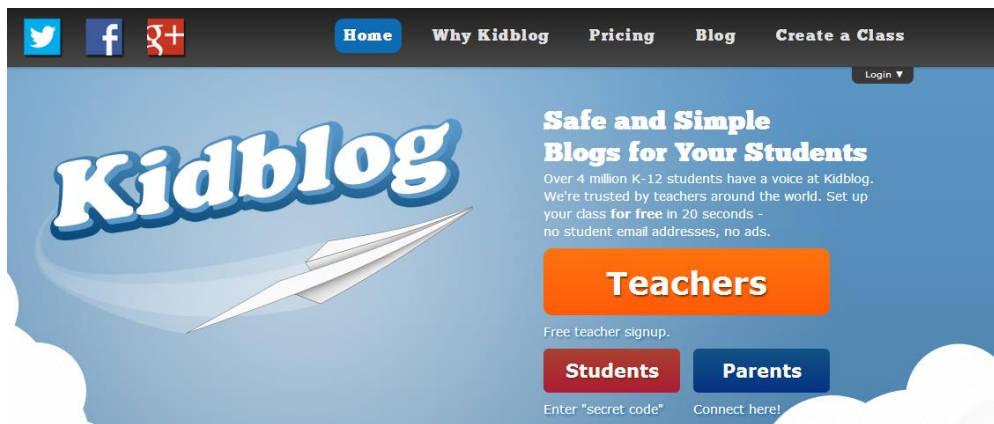 f g+ Home Why Kidblog Pricing Blog Create a Class
Login ▼
Kidblog
Safe and Simple
Blogs for Your Students
Over 4 million K-12 students have a voice at Kidblog.
We're trusted by teachers around the world. Set up
your class for free in 20 seconds -
no student email addresses, no ads.
Teachers
Free teacher signup.
Students Parents
Enter "secret code" Connect here!